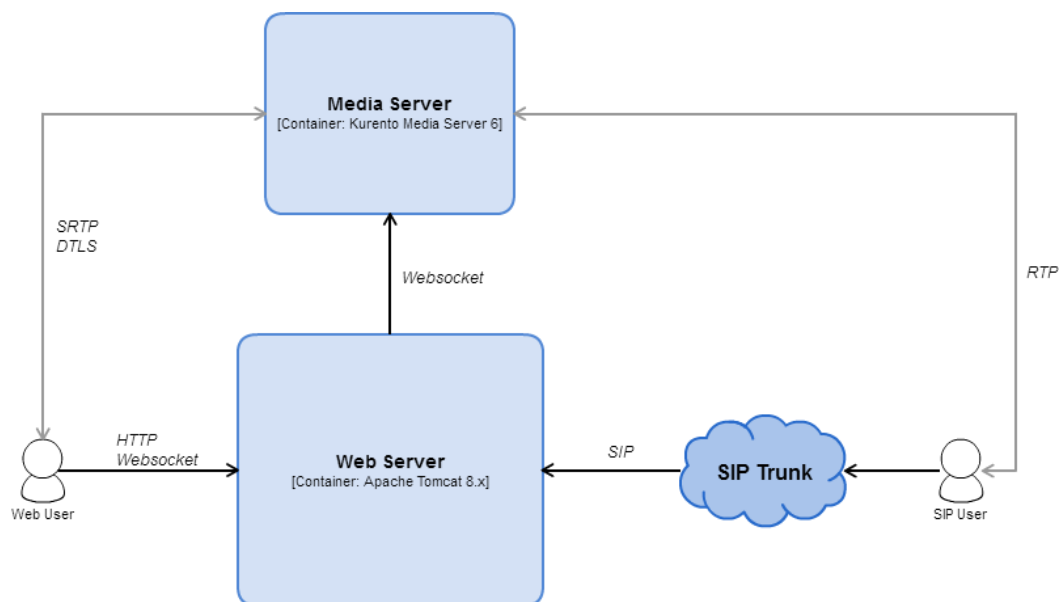 Media Server
[Container: Kurento Media Server 6]
SRTP
DTLS
Websocket
RTP
HTTP
Websocket
Web Server
[Container: Apache Tomcat 8.x]
SIP
SIP Trunk
Web User
SIP User